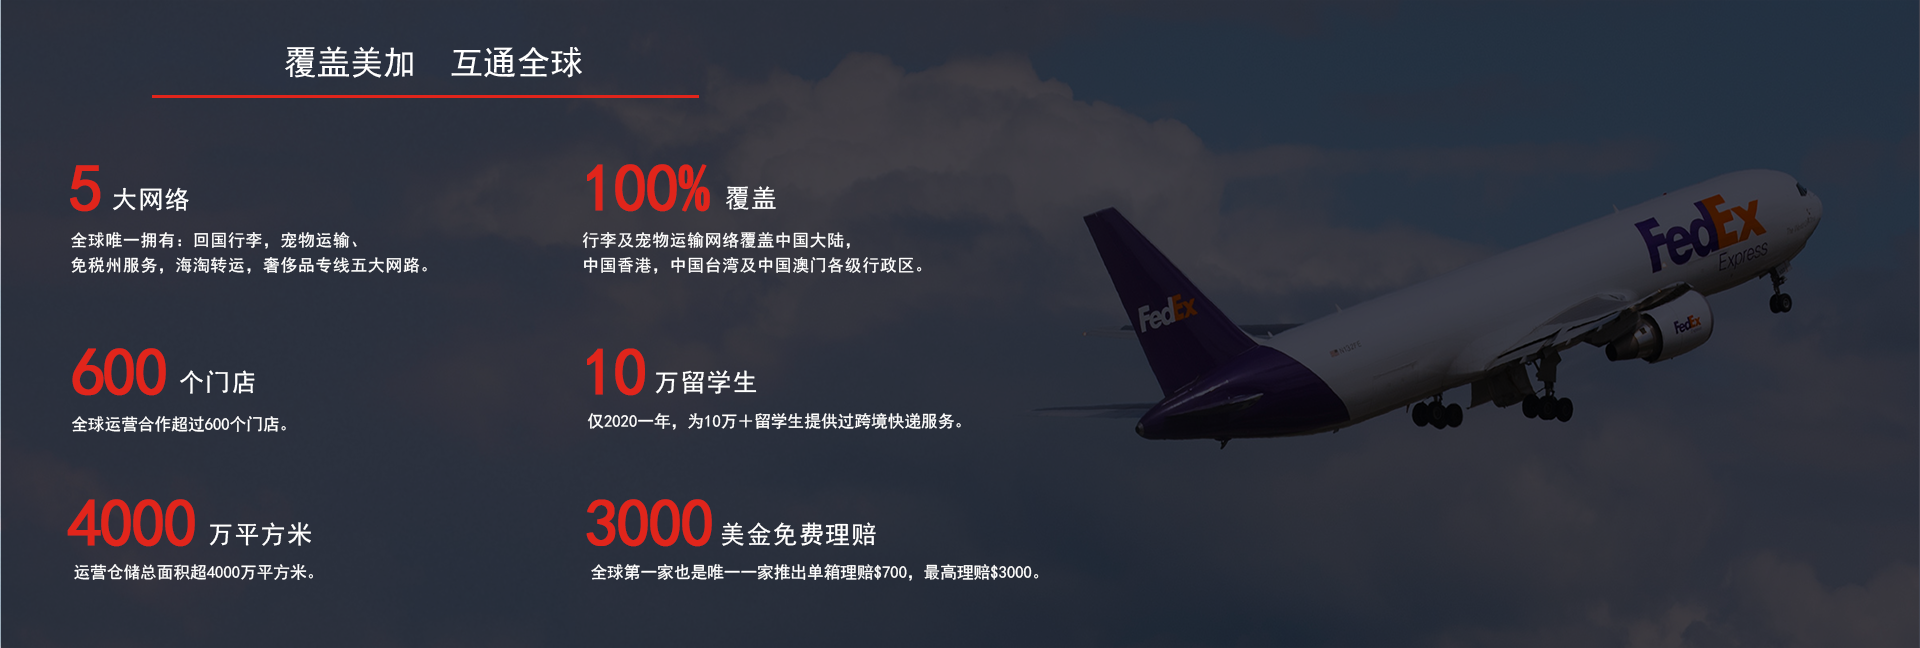 覆盖美加 互通全球
5 大网络
全球唯一拥有：回国行李，宠物运输、
免税州服务，海淘转运，奢侈品专线五大网路。
100% 覆盖
行李及宠物运输网络覆盖中国大陆，
中国香港，中国台湾及中国澳门各级行政区。
600 个门店
全球运营合作超过600个门店。
10 万留学生
仅2020一年，为10万＋留学生提供过跨境快递服务。
4000 万平方米
运营仓储总面积超4000万平方米。
3000 美金免费理赔
全球第一家也是唯一一家推出单箱理赔$700，最高理赔$3000。
FedEx
Express
FedEx
FedEx